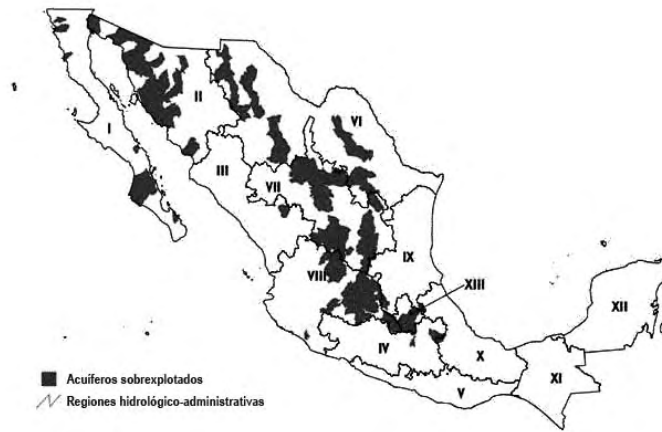 II
VI
I
III
VII
IX
VIII
XIII
XII
IV
X
XI
V
Acuíferos sobrexplotados
Regiones hidrológico-administrativas